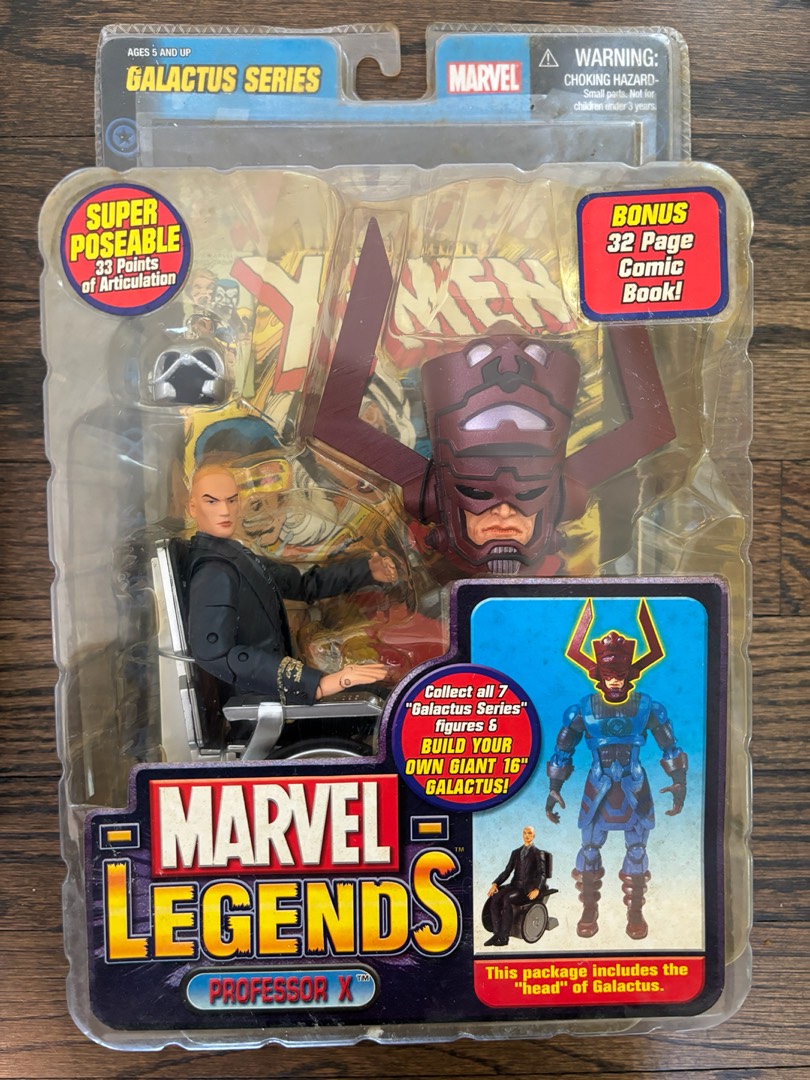 AGES 5 AND UP
GALACTUS SERIES
MARVEL
⚠ WARNING:
CHOKING HAZARD-
Small parts. Not for
children under 3 years.
SUPER
POSEABLE
33 Points
of Articulation
BONUS
32 Page
Comic
Book!
X-MEN
Collect all 7
"Galactus Series"
figures &
BUILD YOUR
OWN GIANT 16"
GALACTUS!
MARVEL
LEGENDS™
PROFESSOR X™
This package includes the
"head" of Galactus.